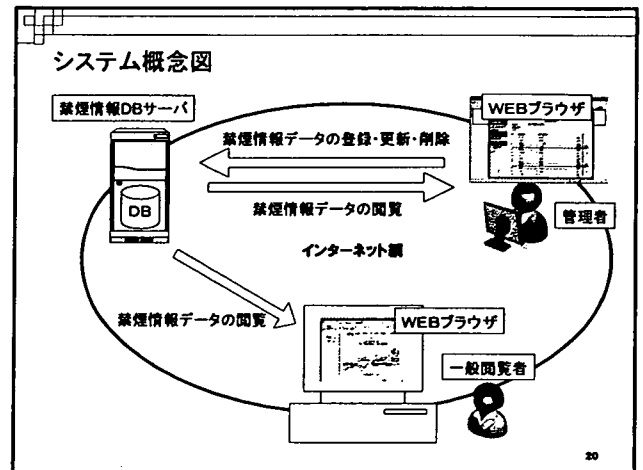 システム概念図
禁煙情報DBサーバ
WEBブラウザ
禁煙情報データの登録・更新・削除
DB
禁煙情報データの閲覧
管理者
インターネット網
禁煙情報データの閲覧
WEBブラウザ
一般閲覧者
20